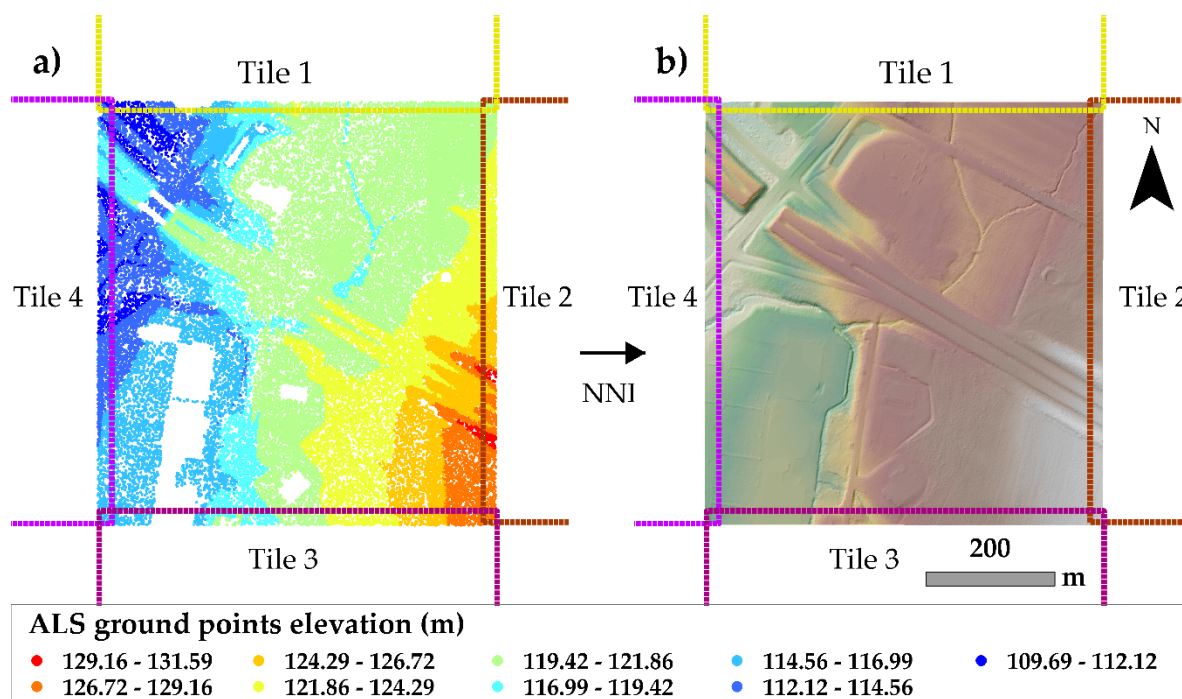 a)
Tile 1
b)
Tile 1
N
Tile 4
Tile 2
Tile 4
Tile 2
NNI
Tile 3
Tile 3
200
m
ALS ground points elevation (m)
129.16 - 131.59
124.29 - 126.72
119.42 - 121.86
114.56 - 116.99
109.69 - 112.12
126.72 - 129.16
121.86 - 124.29
116.99 - 119.42
112.12 - 114.56